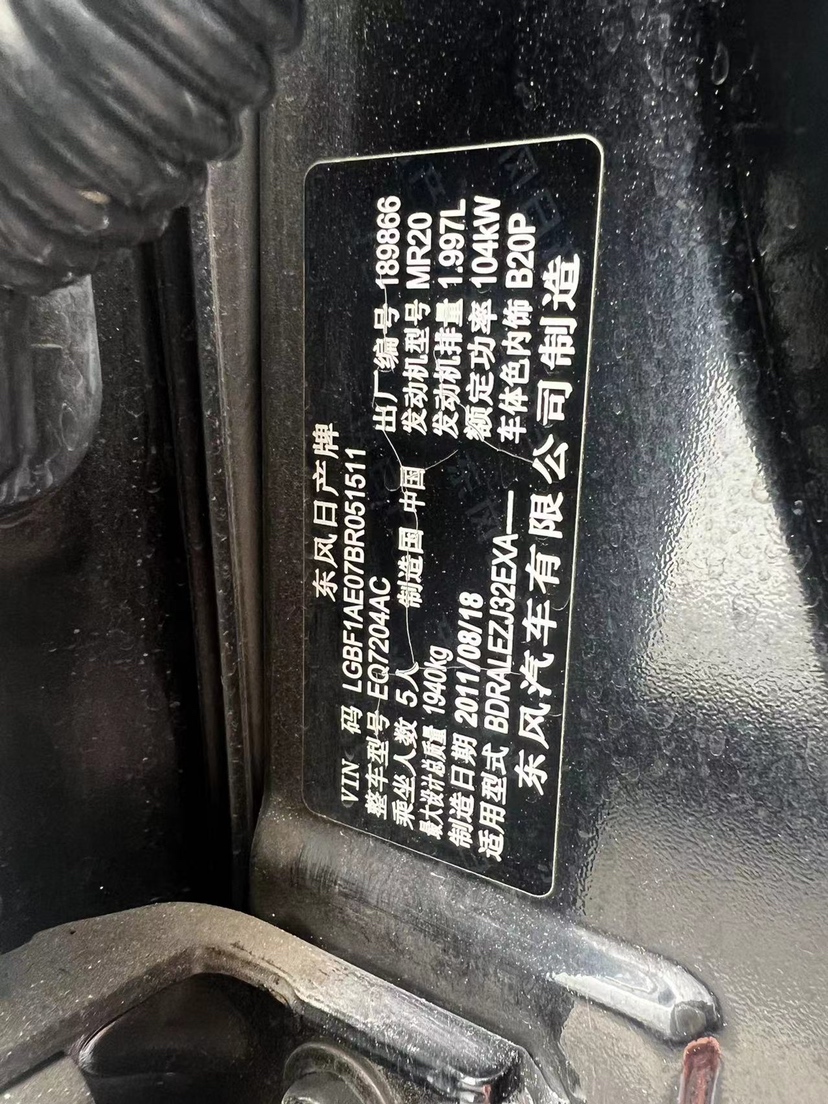 东风日产牌
VIN 码 LGBF1AE07BR051511
整车型号 EQ7204AC 出厂编号 189866
乘坐人数 5人 制造国 中国 发动机型号 MR20
最大设计总质量 1940kg 发动机排量 1.997L
制造日期 2011/08/18 额定功率 104kW
适用型式 BDRALEZJ32EXA— 车体色内饰 B20P
东风汽车有限公司制造